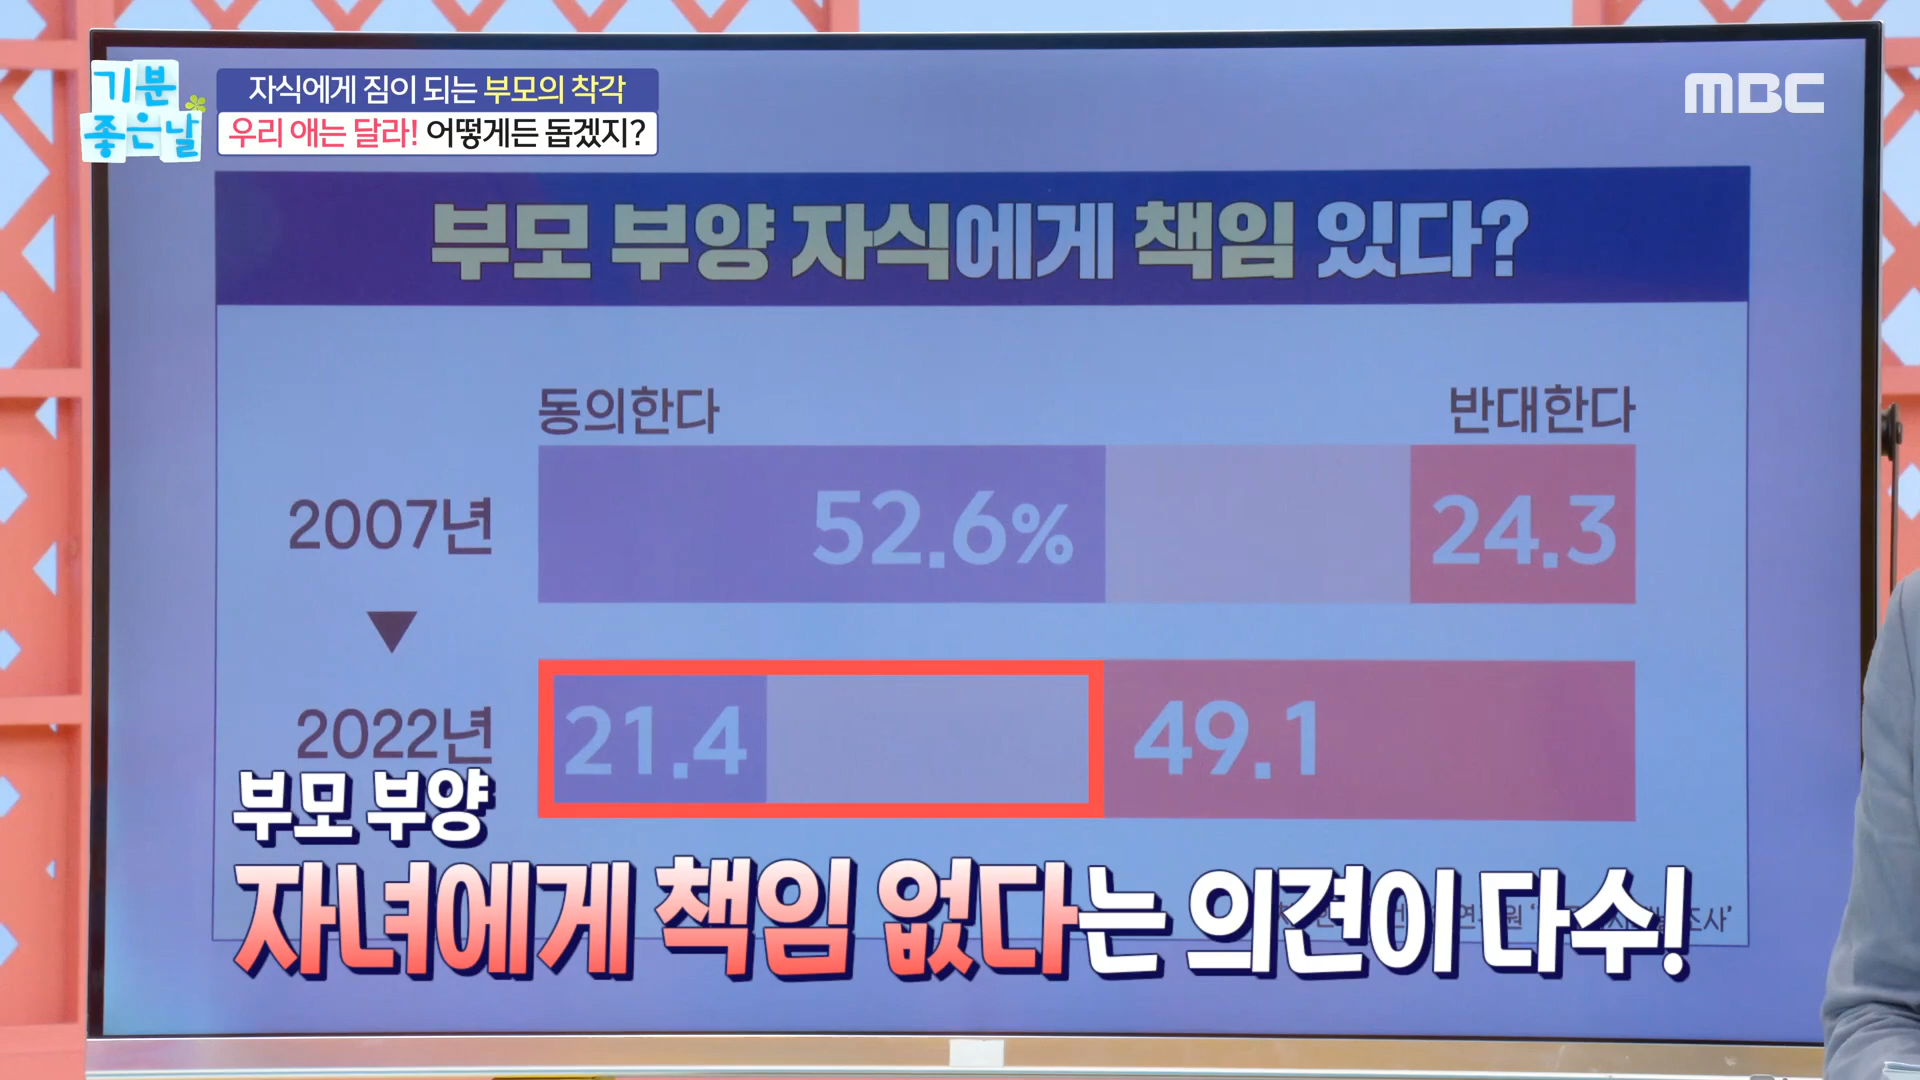 기분
좋은날
자식에게 짐이 되는 부모의 착각
우리 애는 달라! 어떻게든 돕겠지?
MBC
부모 부양 자식에게 책임 있다?
동의한다 반대한다
2007년 52.6% 24.3
2022년 21.4 49.1
부모 부양
자녀에게 책임 없다는 의견이 다수!